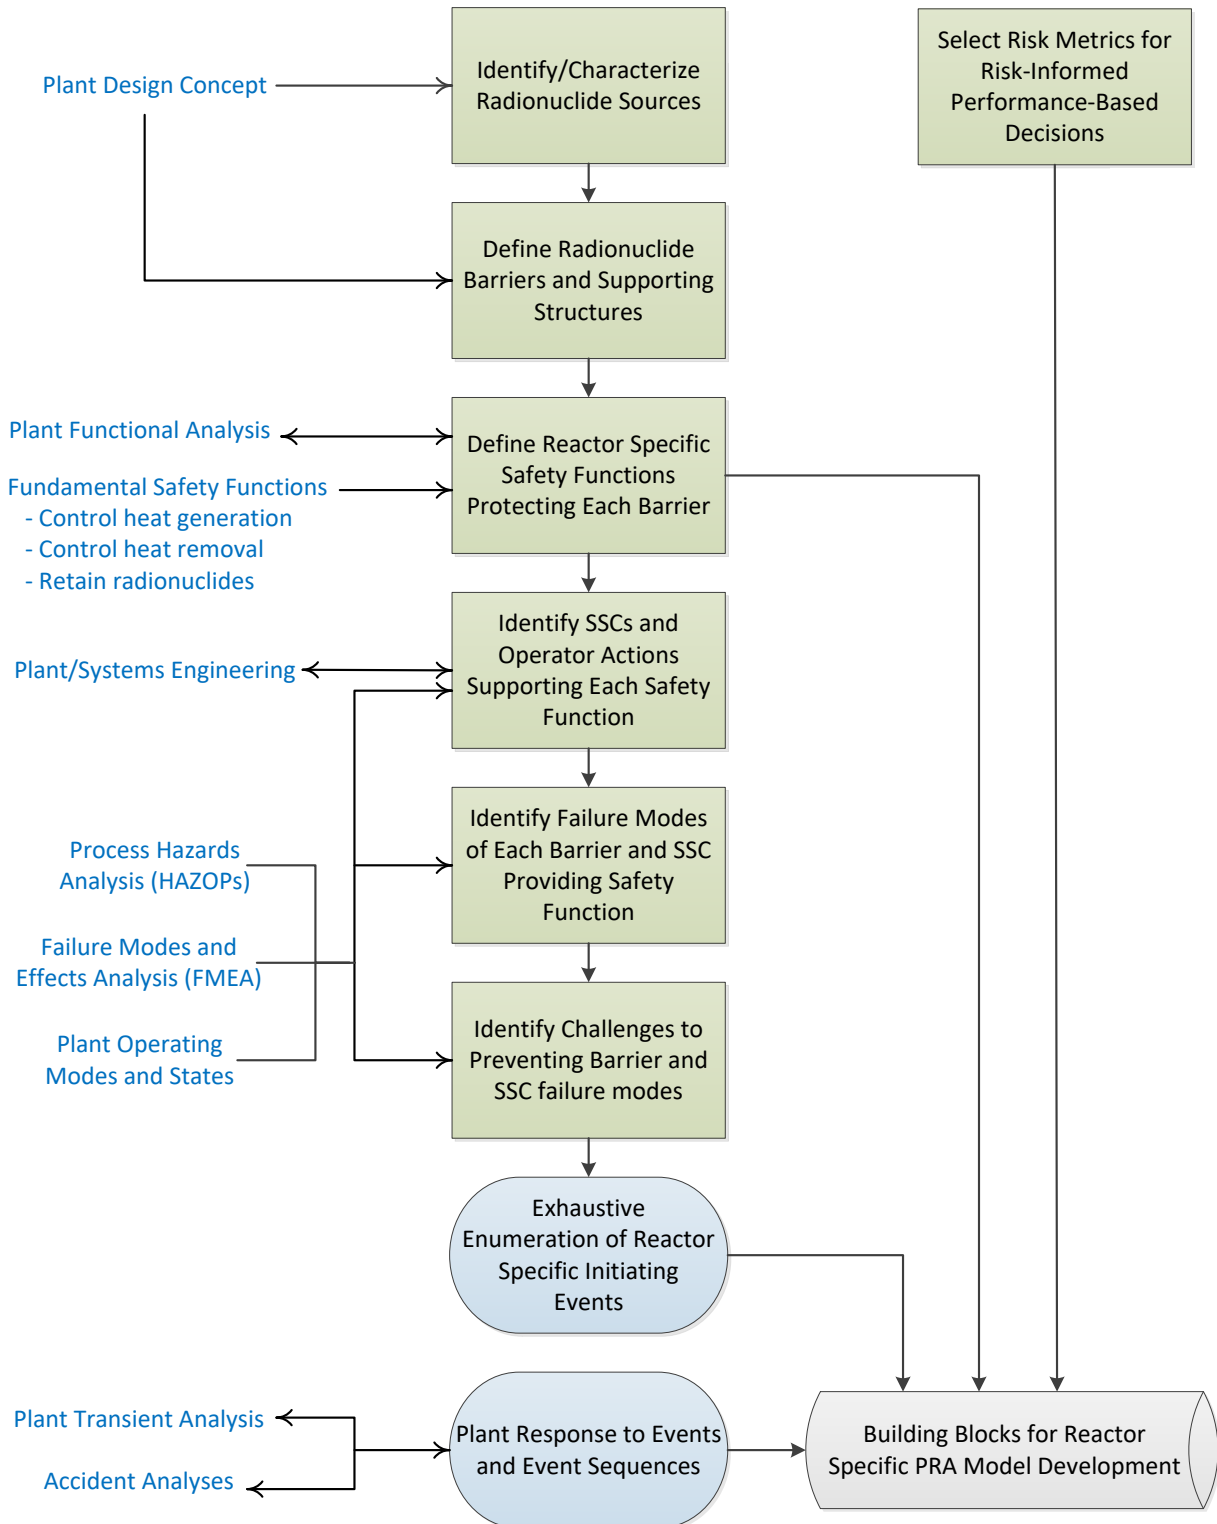 Plant Design Concept
Identify/Characterize
Radionuclide Sources
Select Risk Metrics for
Risk-Informed
Performance-Based
Decisions
Define Radionuclide
Barriers and Supporting
Structures
Plant Functional Analysis
Fundamental Safety Functions
- Control heat generation
- Control heat removal
- Retain radionuclides
Define Reactor Specific
Safety Functions
Protecting Each Barrier
Plant/Systems Engineering
Identify SSCs and
Operator Actions
Supporting Each Safety
Function
Process Hazards
Analysis (HAZOPs)
Failure Modes and
Effects Analysis (FMEA)
Plant Operating
Modes and States
Identify Failure Modes
of Each Barrier and SSC
Providing Safety
Function
Identify Challenges to
Preventing Barrier and
SSC failure modes
Exhaustive
Enumeration of Reactor
Specific Initiating
Events
Plant Transient Analysis
Accident Analyses
Plant Response to Events
and Event Sequences
Building Blocks for Reactor
Specific PRA Model Development